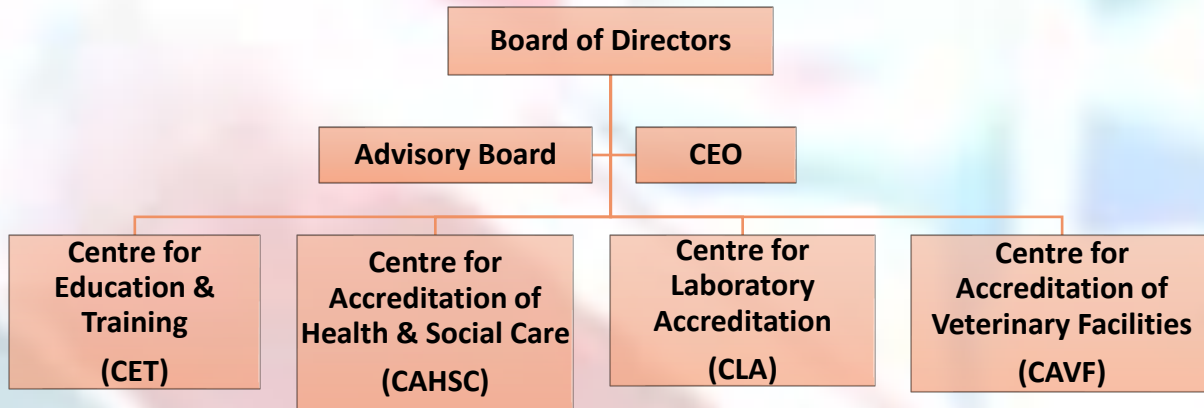 Board of Directors
Advisory Board
CEO
Centre for
Education &
Training
(CET)
Centre for
Accreditation of
Health & Social Care
(CAHSC)
Centre for
Laboratory
Accreditation
(CLA)
Centre for
Accreditation of
Veterinary Facilities
(CAVF)